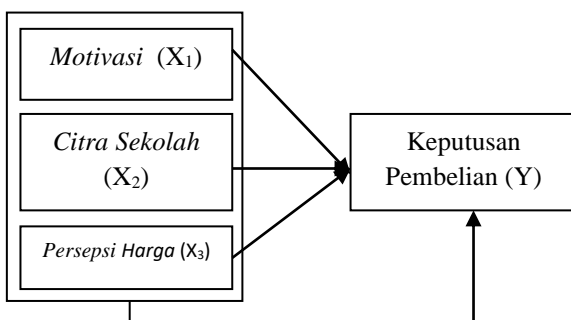 Motivasi (X₁)
Citra Sekolah
(X₂)
Persepsi Harga (X₃)
Keputusan
Pembelian (Y)